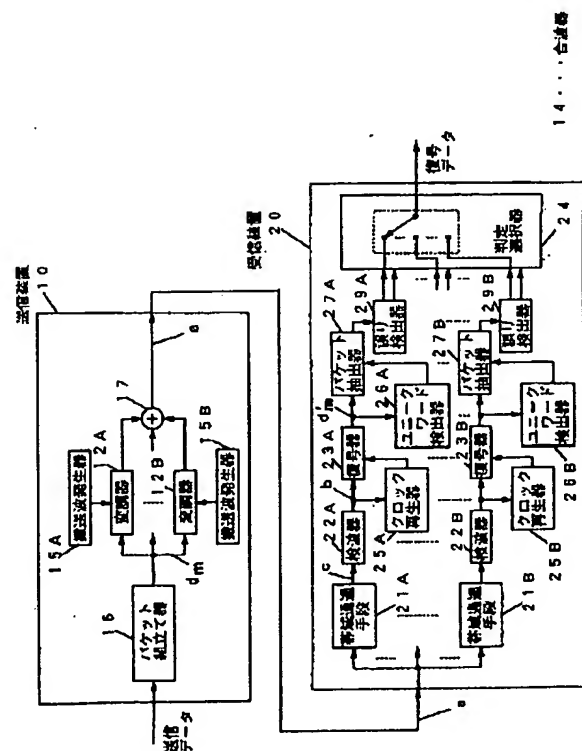 送信装置
10
15A
搬送波発生器
12A
変調器
17
a
12B
変調器
搬送波発生器
15B
dm
16
パケット
組立て器
送信
データ
受信装置
20
復号
データ
判定
選択器
24
27A
29A
誤り
検出器
パケット
抽出器
26A
d'm
ユニーク
ワード
検出器
23A
復号器
b
22A
検波器
25A
クロック
再生器
c
帯域通過
手段
21A
29B
誤り
検出器
27B
パケット
抽出器
ユニーク
ワード
検出器
26B
23B
復号器
22B
検波器
クロック
再生器
25B
帯域通過
手段
21B
a
14・・・合波器